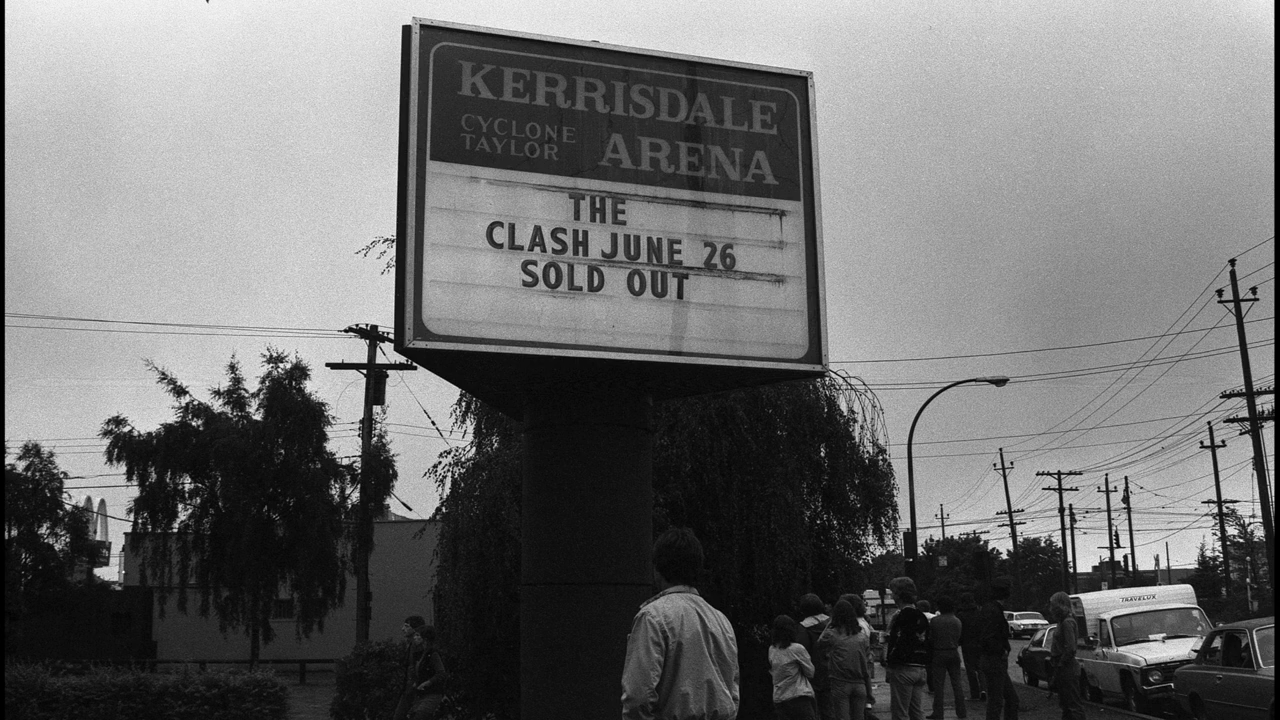 KERRISDALE
CYCLONE
TAYLOR
ARENA
THE
CLASH JUNE 26
SOLD OUT
TRAVELUX